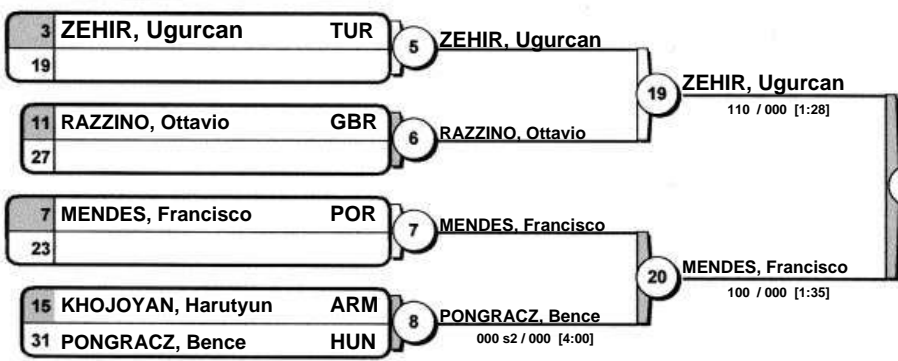 3 ZEHIR, Ugurcan TUR
19
5 ZEHIR, Ugurcan
11 RAZZINO, Ottavio GBR
27
6 RAZZINO, Ottavio
19 ZEHIR, Ugurcan
110 / 000 [1:28]
7 MENDES, Francisco POR
23
7 MENDES, Francisco
15 KHOJOYAN, Harutyun ARM
31 PONGRACZ, Bence HUN
8 PONGRACZ, Bence
000 s2 / 000 [4:00]
20 MENDES, Francisco
100 / 000 [1:35]